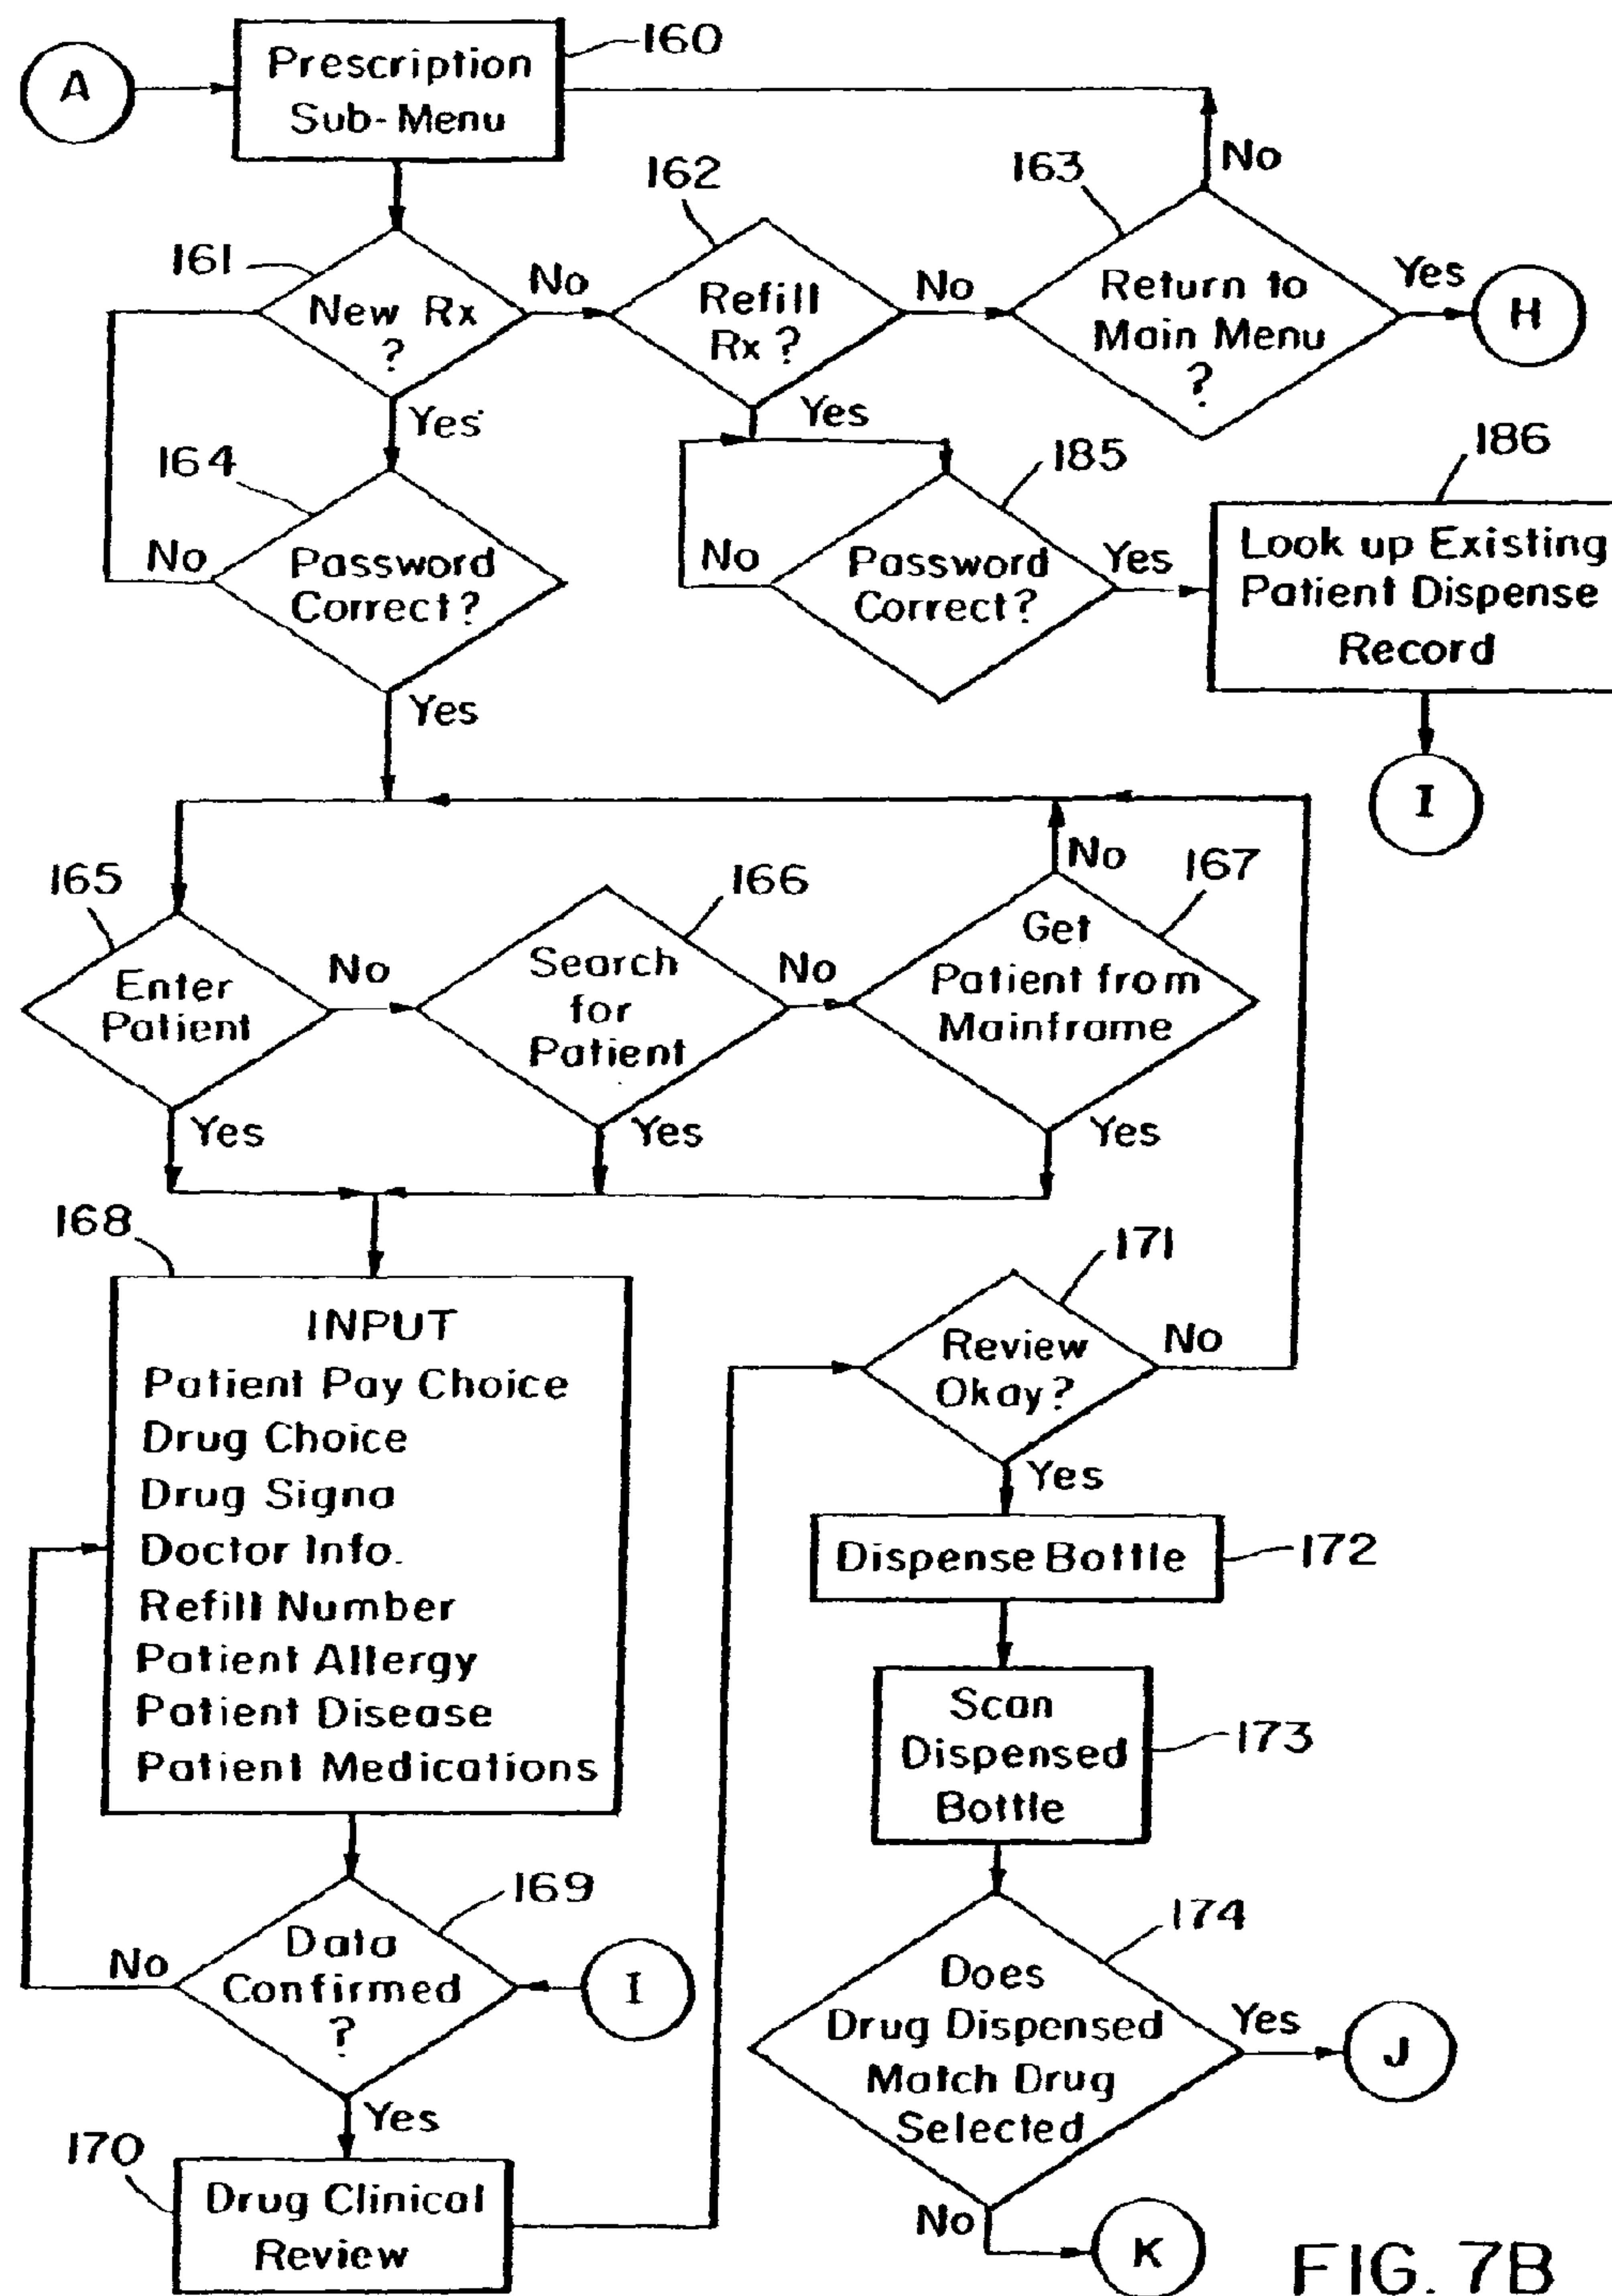 A
Prescription
Sub-Menu
160
No
161
New Rx
?
No
162
Refill
Rx?
No
163
Return to
Main Menu
?
Yes
H
Yes
164
Password
Correct?
No
Yes
Yes
185
Password
Correct?
No
Yes
186
Look up Existing
Patient Dispense
Record
I
165
Enter
Patient
No
Yes
166
Search
for
Patient
No
Yes
No
167
Get
Patient from
Mainframe
Yes
168
INPUT
Patient Pay Choice
Drug Choice
Drug Signa
Doctor Info.
Refill Number
Patient Allergy
Patient Disease
Patient Medications
169
Data
Confirmed
?
No
I
Yes
170
Drug Clinical
Review
171
Review
Okay?
No
Yes
Dispense Bottle
172
Scan
Dispensed
Bottle
173
174
Does
Drug Dispensed
Match Drug
Selected
Yes
J
No
K
FIG. 7B